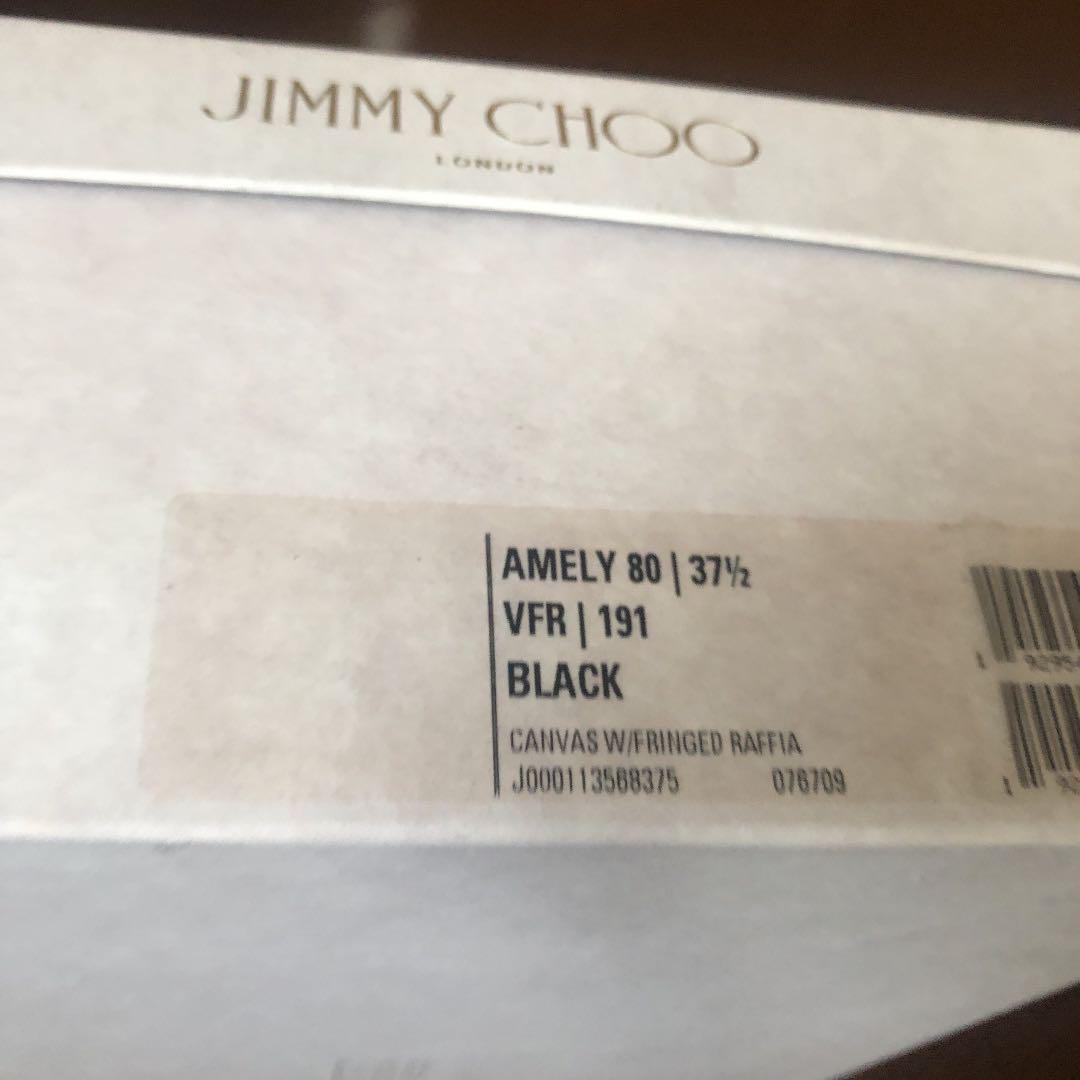 JIMMY CHOO
LONDON
AMELY 80 | 37½
VFR | 191
BLACK
CANVAS W/FRINGED RAFFIA
J000113568375 076709